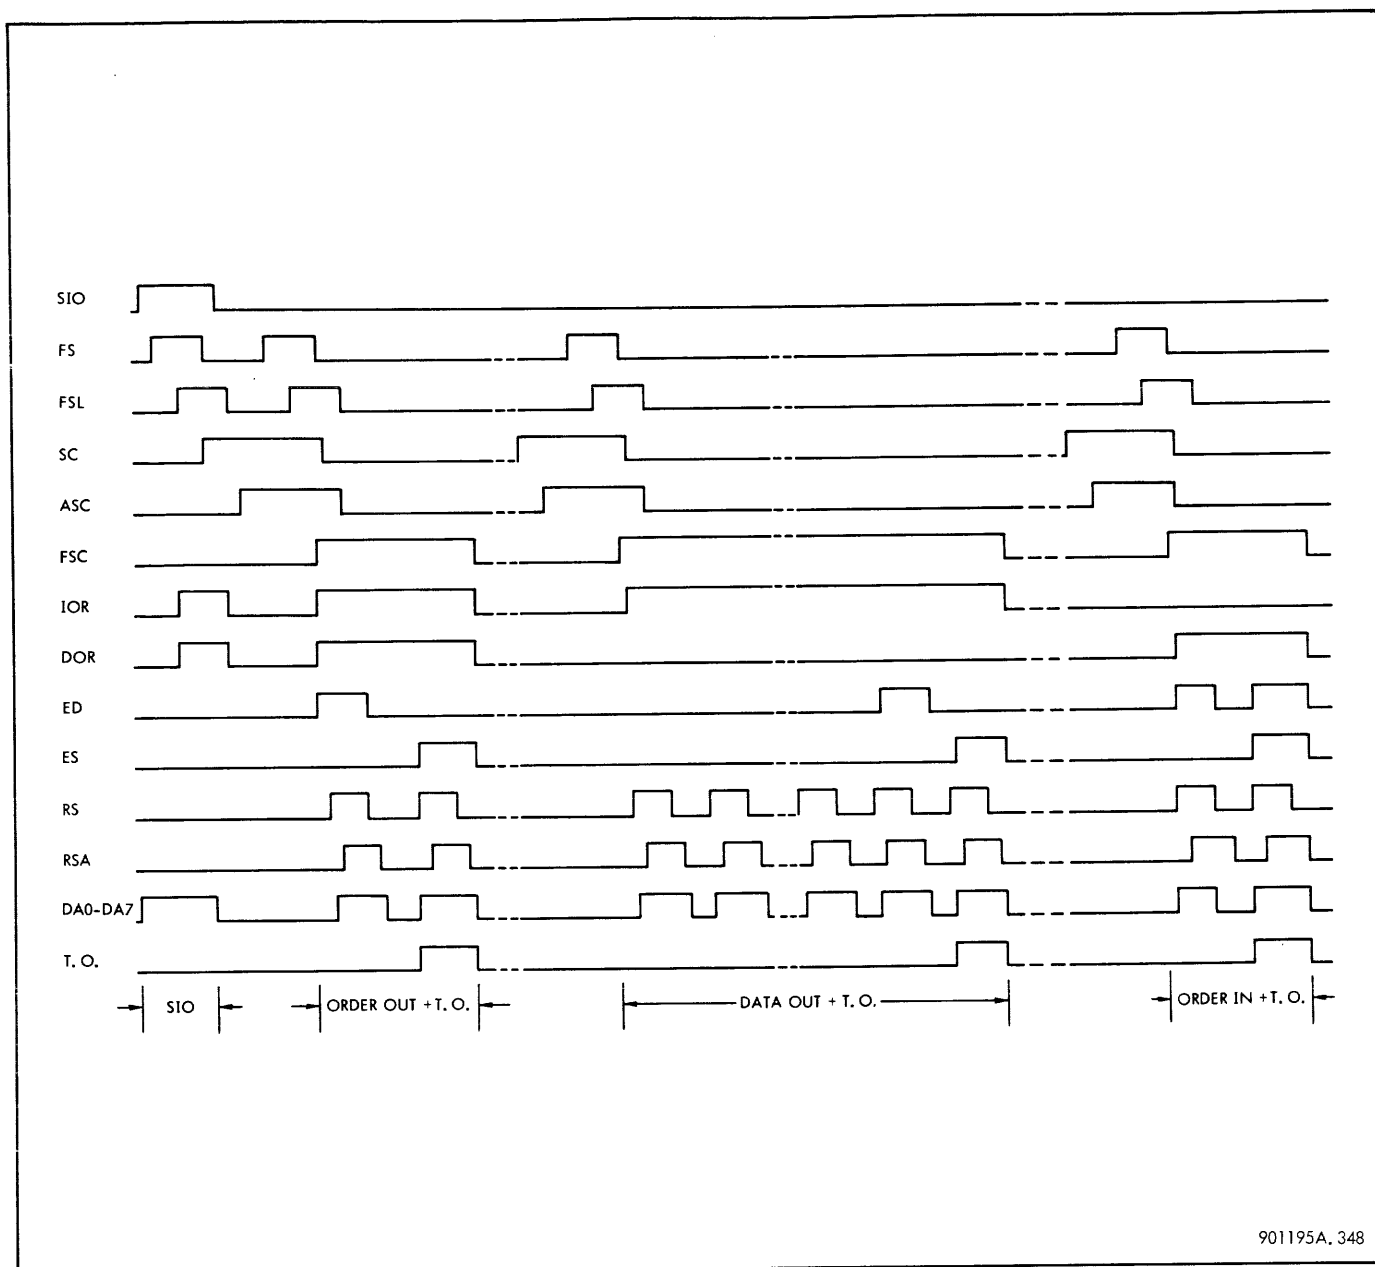 SIO
FS
FSL
SC
ASC
FSC
IOR
DOR
ED
ES
RS
RSA
DA0-DA7
T. O.
SIO
ORDER OUT + T. O.
DATA OUT + T. O.
ORDER IN + T. O.
901195A. 348